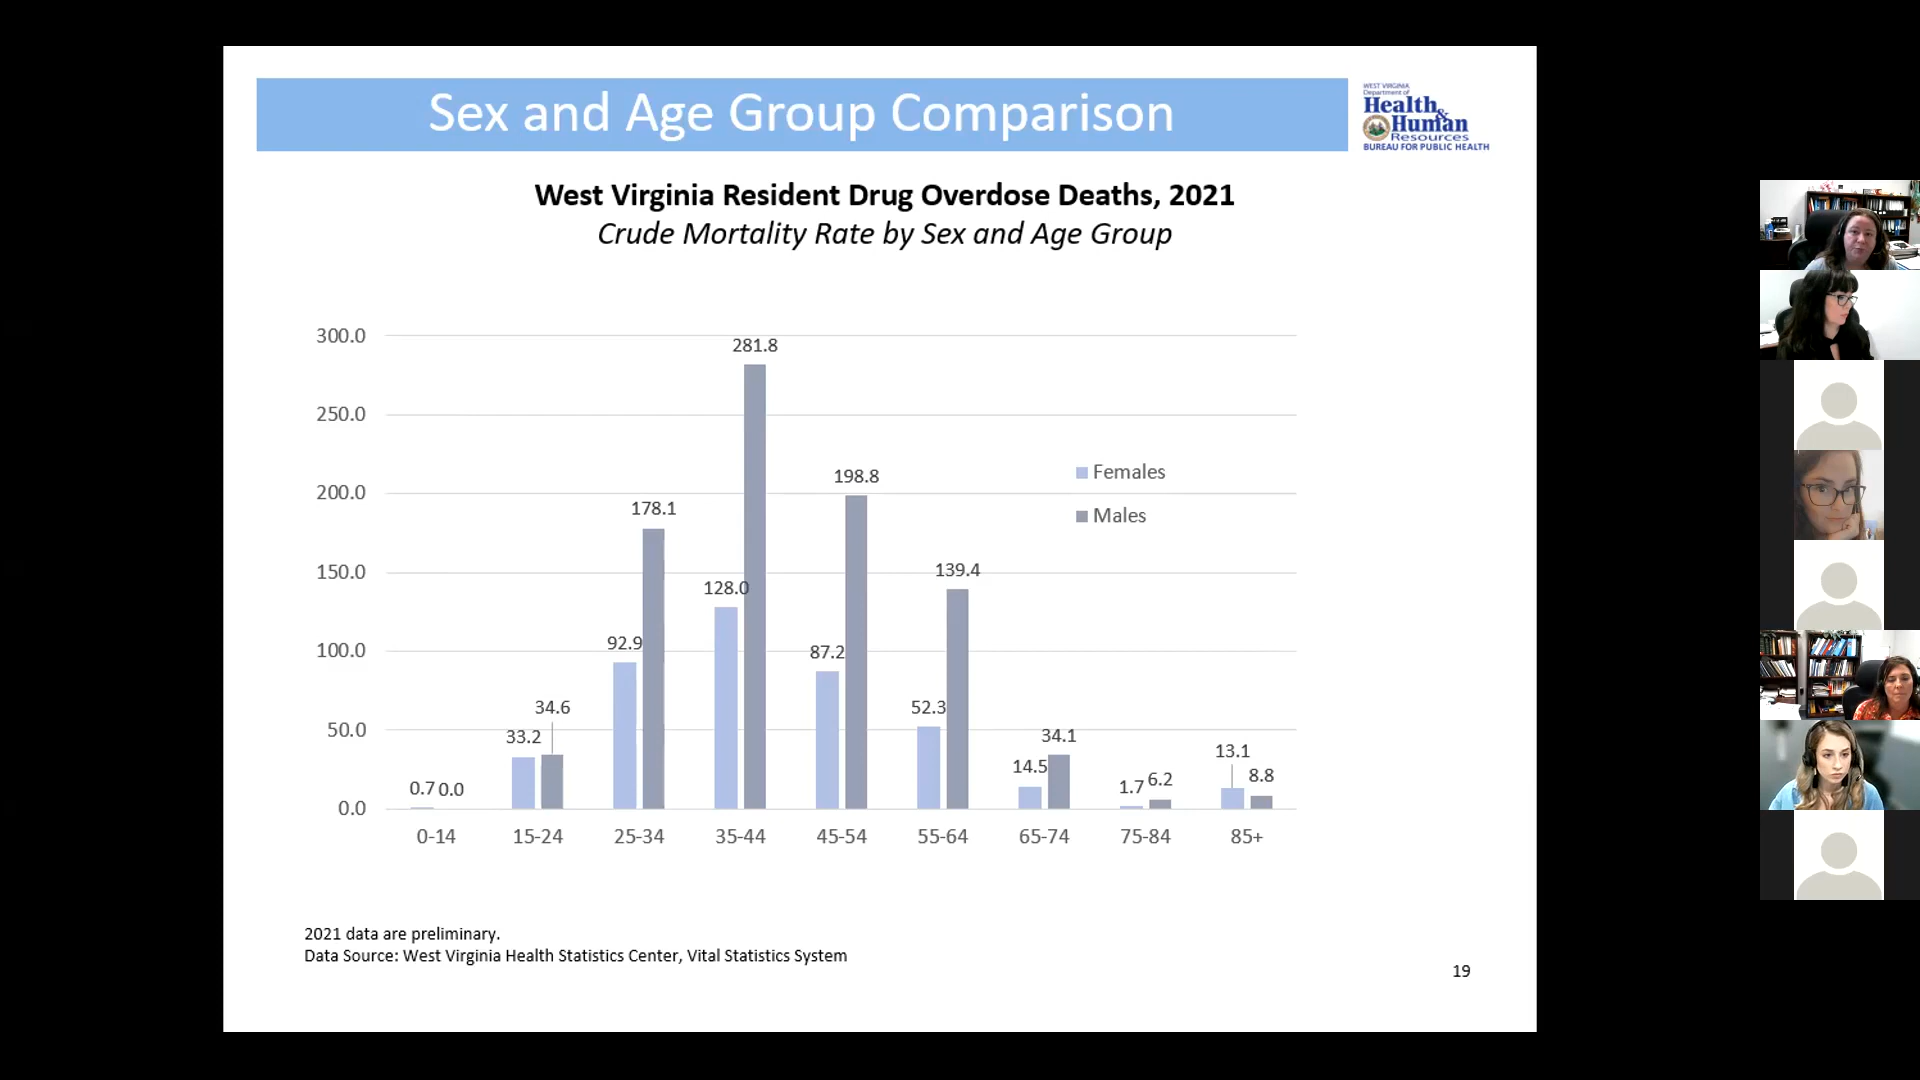 Sex and Age Group Comparison
WEST VIRGINIA
Department of
Health
&
Human
Resources
BUREAU FOR PUBLIC HEALTH
West Virginia Resident Drug Overdose Deaths, 2021
Crude Mortality Rate by Sex and Age Group
300.0
250.0
200.0
150.0
100.0
50.0
0.0
0.7 0.0
33.2 34.6
92.9 178.1
128.0 281.8
87.2 198.8
52.3 139.4
14.5 34.1
1.7 6.2
13.1 8.8
Females
Males
0-14 15-24 25-34 35-44 45-54 55-64 65-74 75-84 85+
2021 data are preliminary.
Data Source: West Virginia Health Statistics Center, Vital Statistics System
19